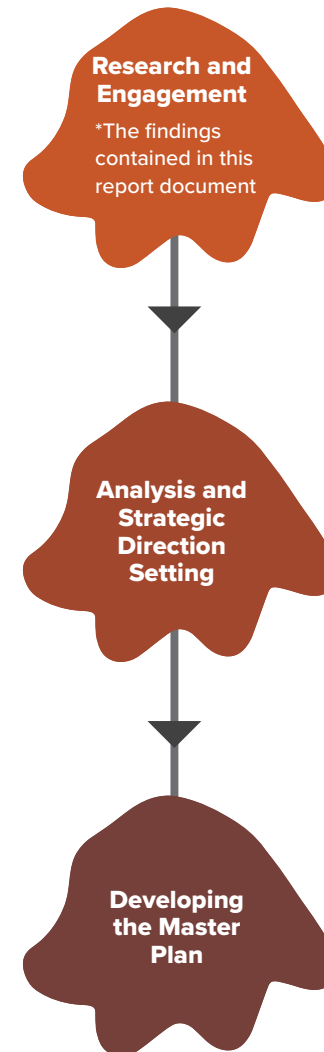 Research and
Engagement
*The findings
contained in this
report document
Analysis and
Strategic
Direction
Setting
Developing
the Master
Plan